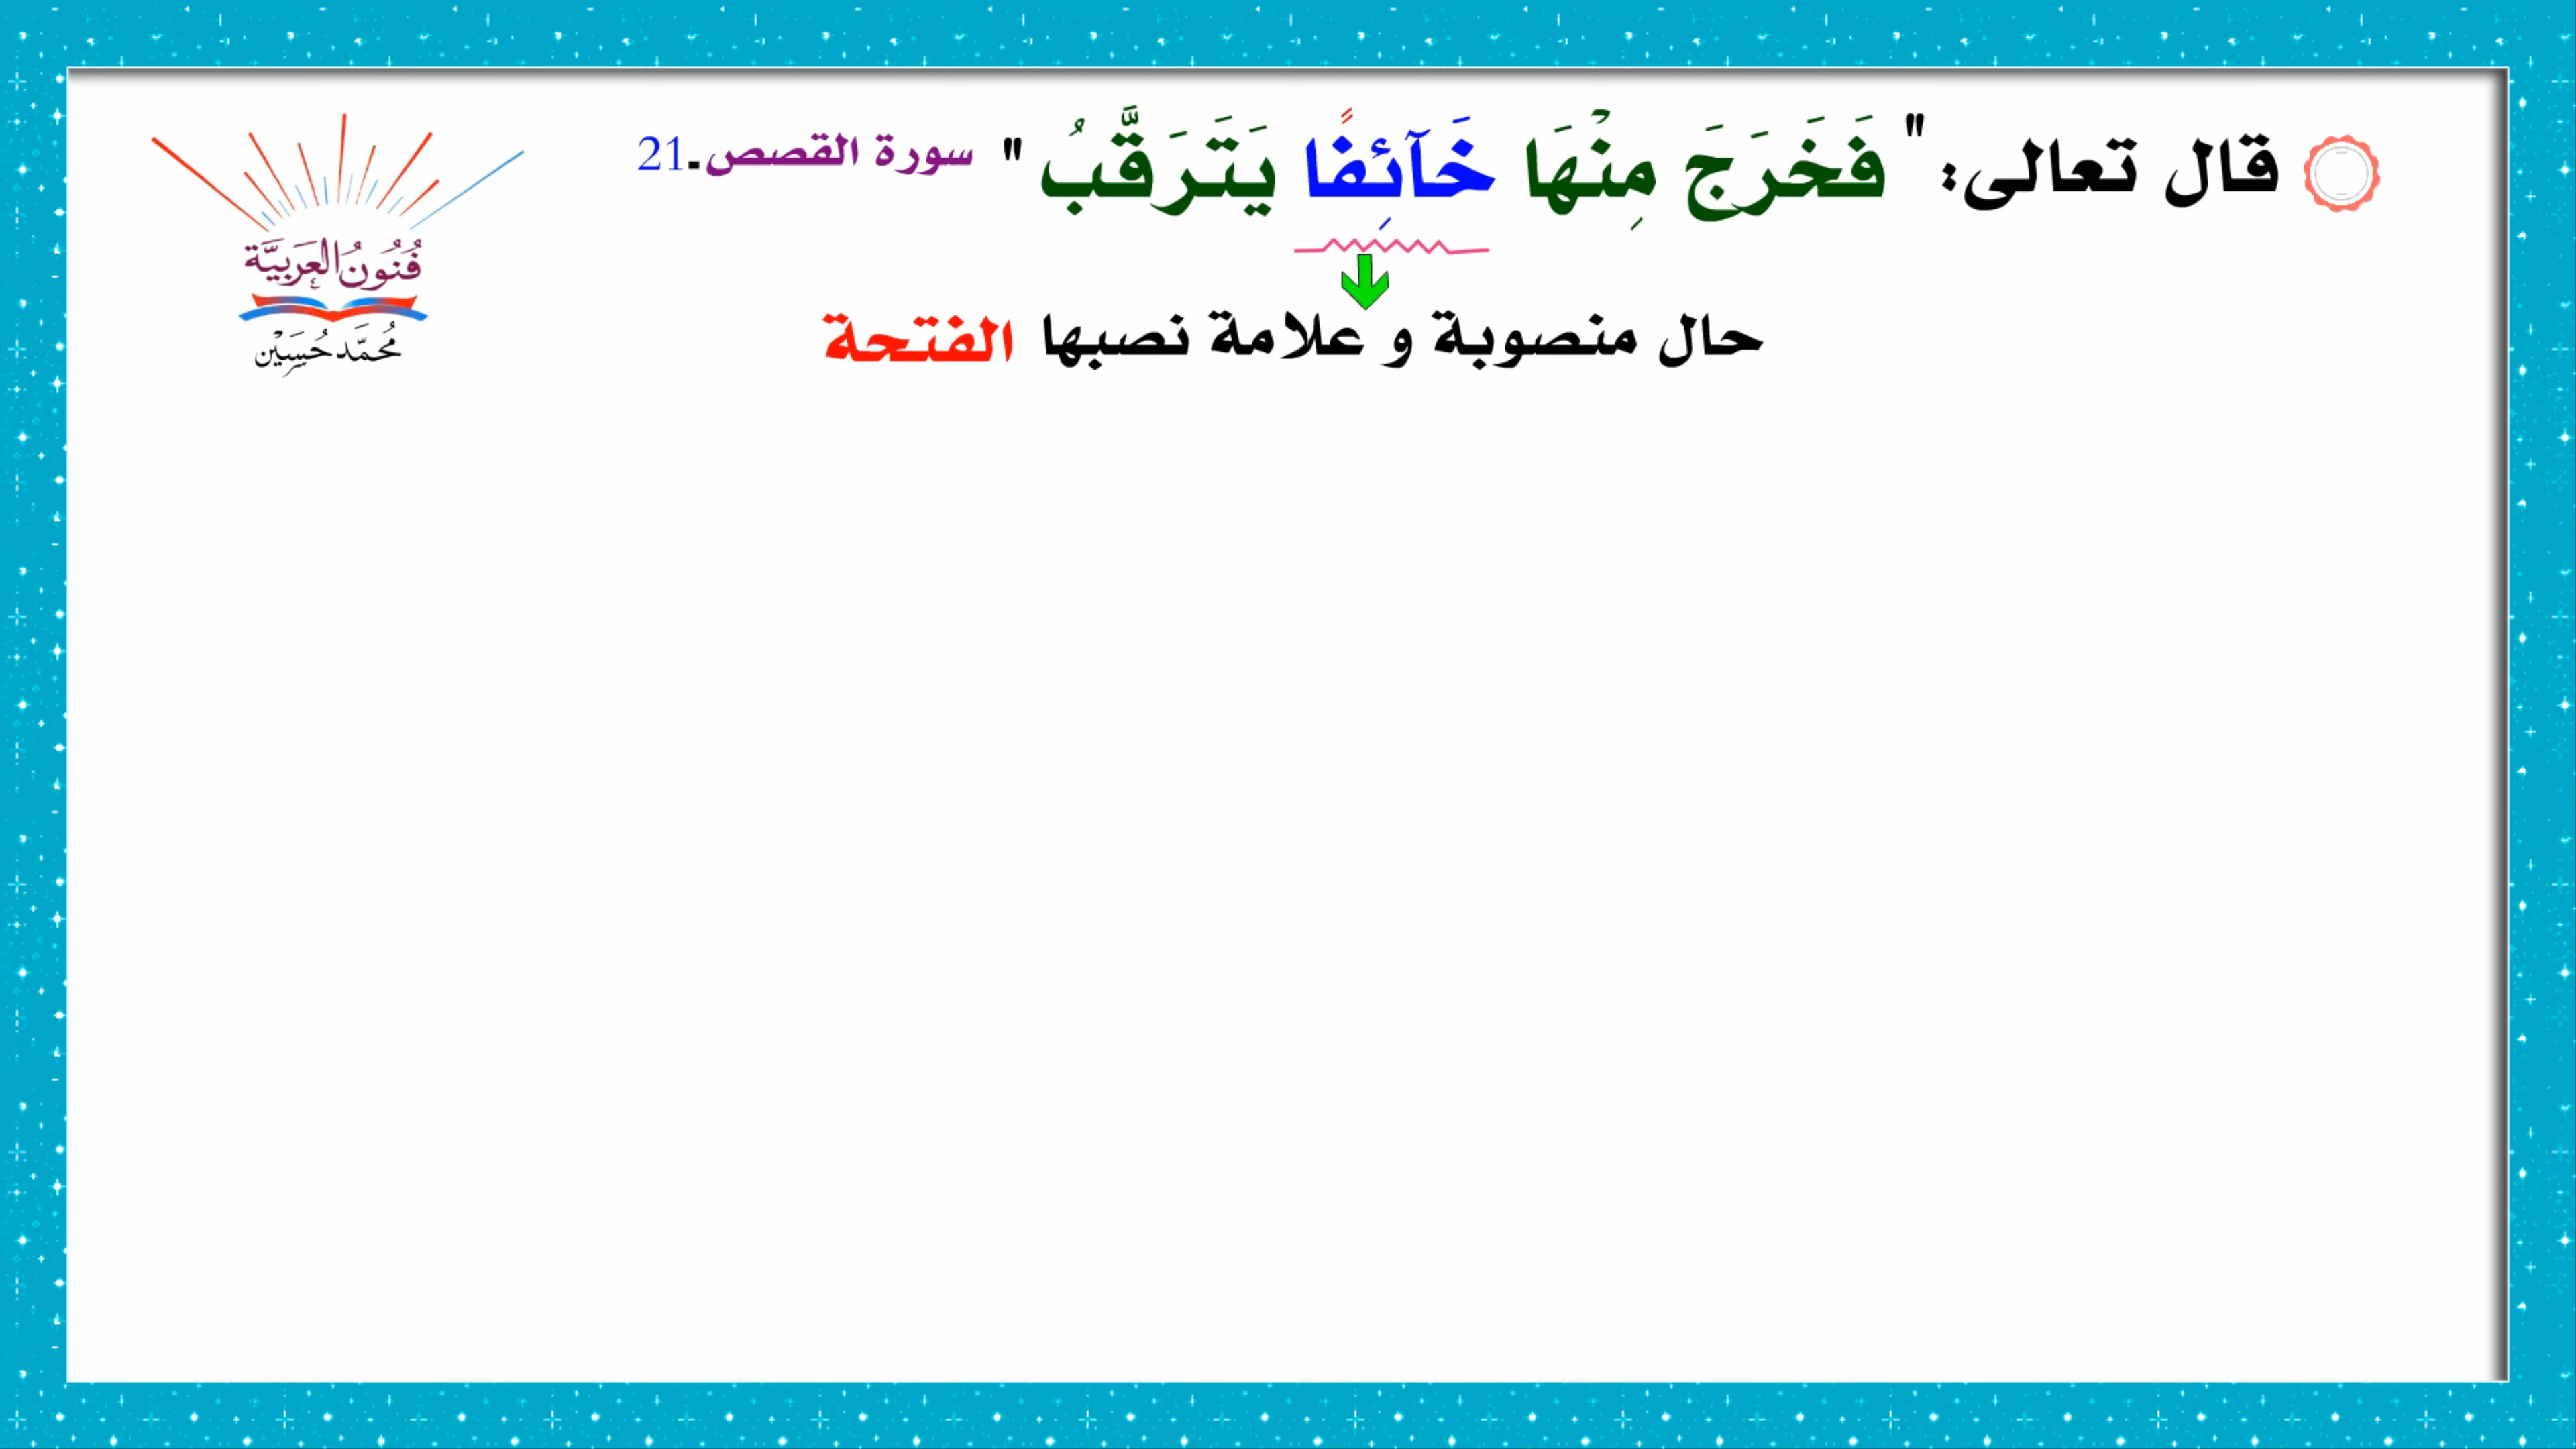 قال تعالى: " فَخَرَجَ مِنْهَا خَآئِفًا يَتَرَقَّبُ " سورة القصص.21
حال منصوبة و علامة نصبها الفتحة
فُنُونُ العَرَبِيَّة
مُحَمَّد حُسَيْن